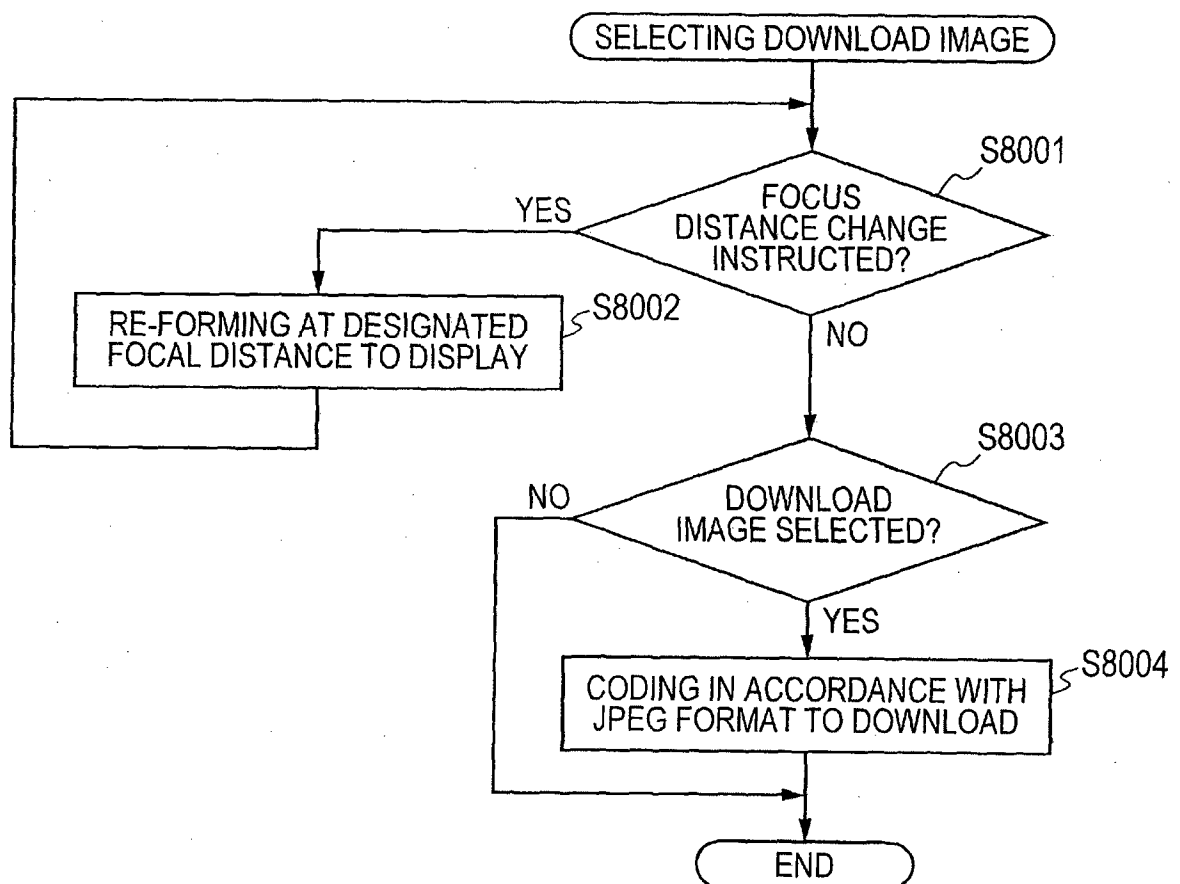 SELECTING DOWNLOAD IMAGE
S8001
FOCUS
DISTANCE CHANGE
INSTRUCTED?
YES
NO
S8002
RE-FORMING AT DESIGNATED
FOCAL DISTANCE TO DISPLAY
S8003
DOWNLOAD
IMAGE SELECTED?
NO
YES
S8004
CODING IN ACCORDANCE WITH
JPEG FORMAT TO DOWNLOAD
END